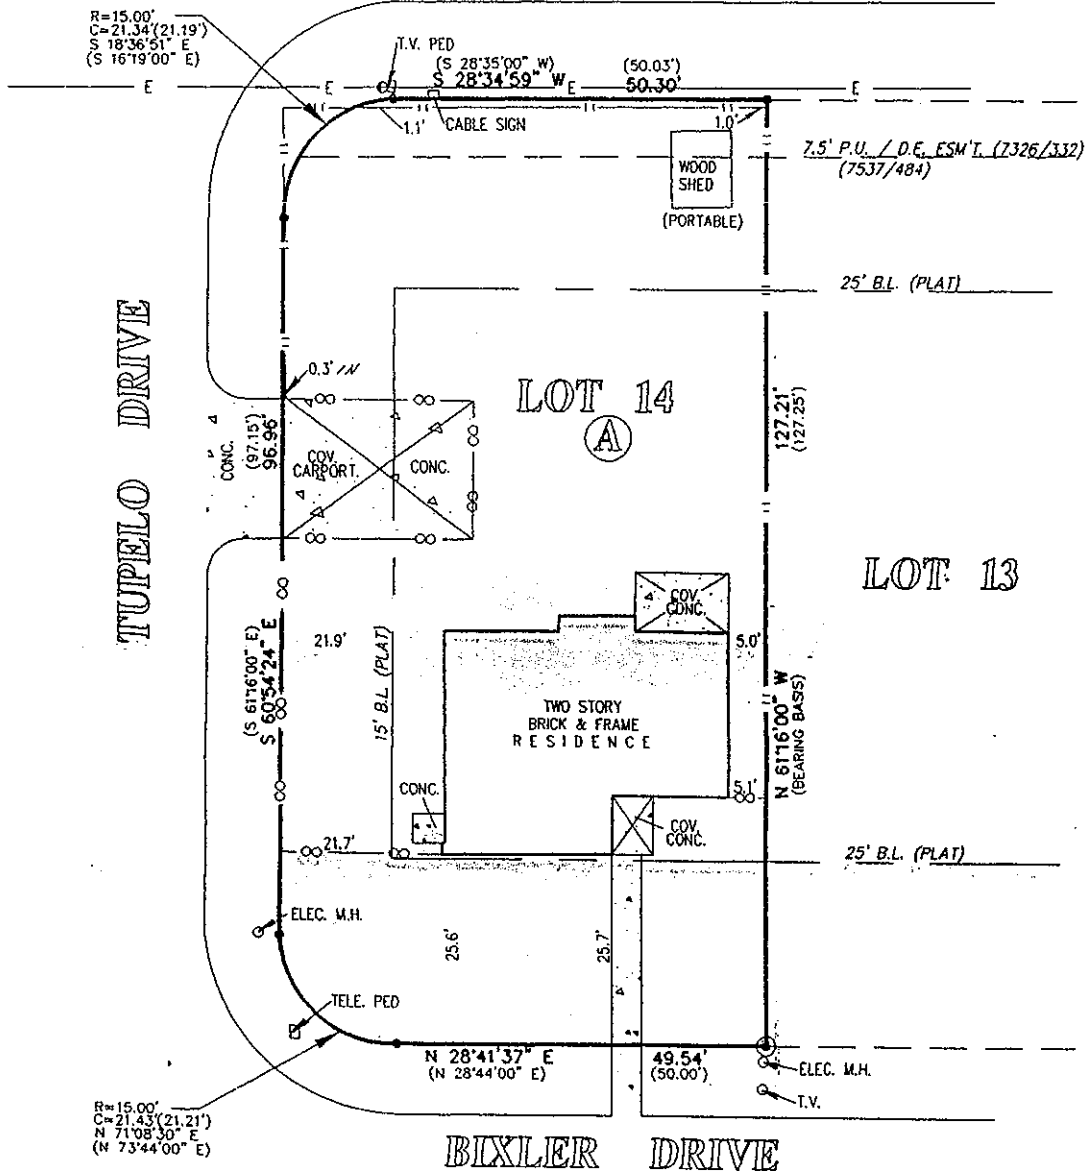 R=15.00'
C=21.34'(21.19')
S 18°36'51" E
(S 16°19'00" E)
T.V. PED
(S 28°35'00" W)
(50.03')
S 28°34'59" W
50.30'
E
E
E
E
1.1'
CABLE SIGN
1.0'
7.5' P.U. / D.E. ESM'T. (7326/332)
(7537/484)
WOOD
SHED
(PORTABLE)
25' B.L. (PLAT)
TUPELO DRIVE
0.3' IN
LOT 14
A
127.21'
(127.25')
CONC.
(97.15')
96.96'
COV.
CARPORT.
CONC.
LOT 13
COV.
CONC.
(S 61°16'00" E)
S 60°54'24" E
21.9'
15' B.L. (PLAT)
5.0'
TWO STORY
BRICK & FRAME
RESIDENCE
N 61°16'00" W
(BEARING BASIS)
CONC.
5.1'
COV.
CONC.
21.7'
25' B.L. (PLAT)
ELEC. M.H.
25.6'
25.7'
TELE. PED
N 28°41'37" E
(N 28°44'00" E)
49.54'
(50.00')
ELEC. M.H.
T.V.
R=15.00'
C=21.43'(21.21')
N 71°08'30" E
(N 73°44'00" E)
BIXLER DRIVE